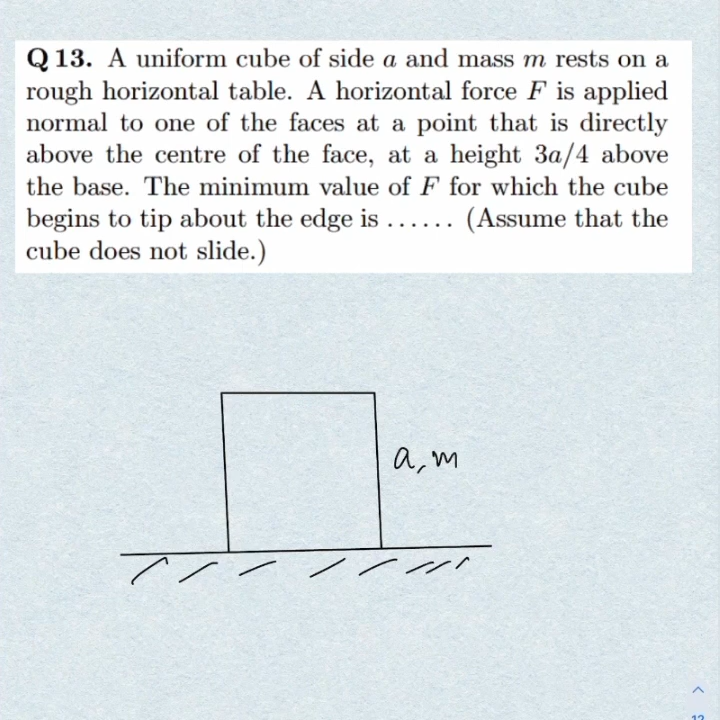 Q 13. A uniform cube of side a and mass m rests on a
rough horizontal table. A horizontal force F is applied
normal to one of the faces at a point that is directly
above the centre of the face, at a height 3a/4 above
the base. The minimum value of F for which the cube
begins to tip about the edge is ...... (Assume that the
cube does not slide.)
a, m